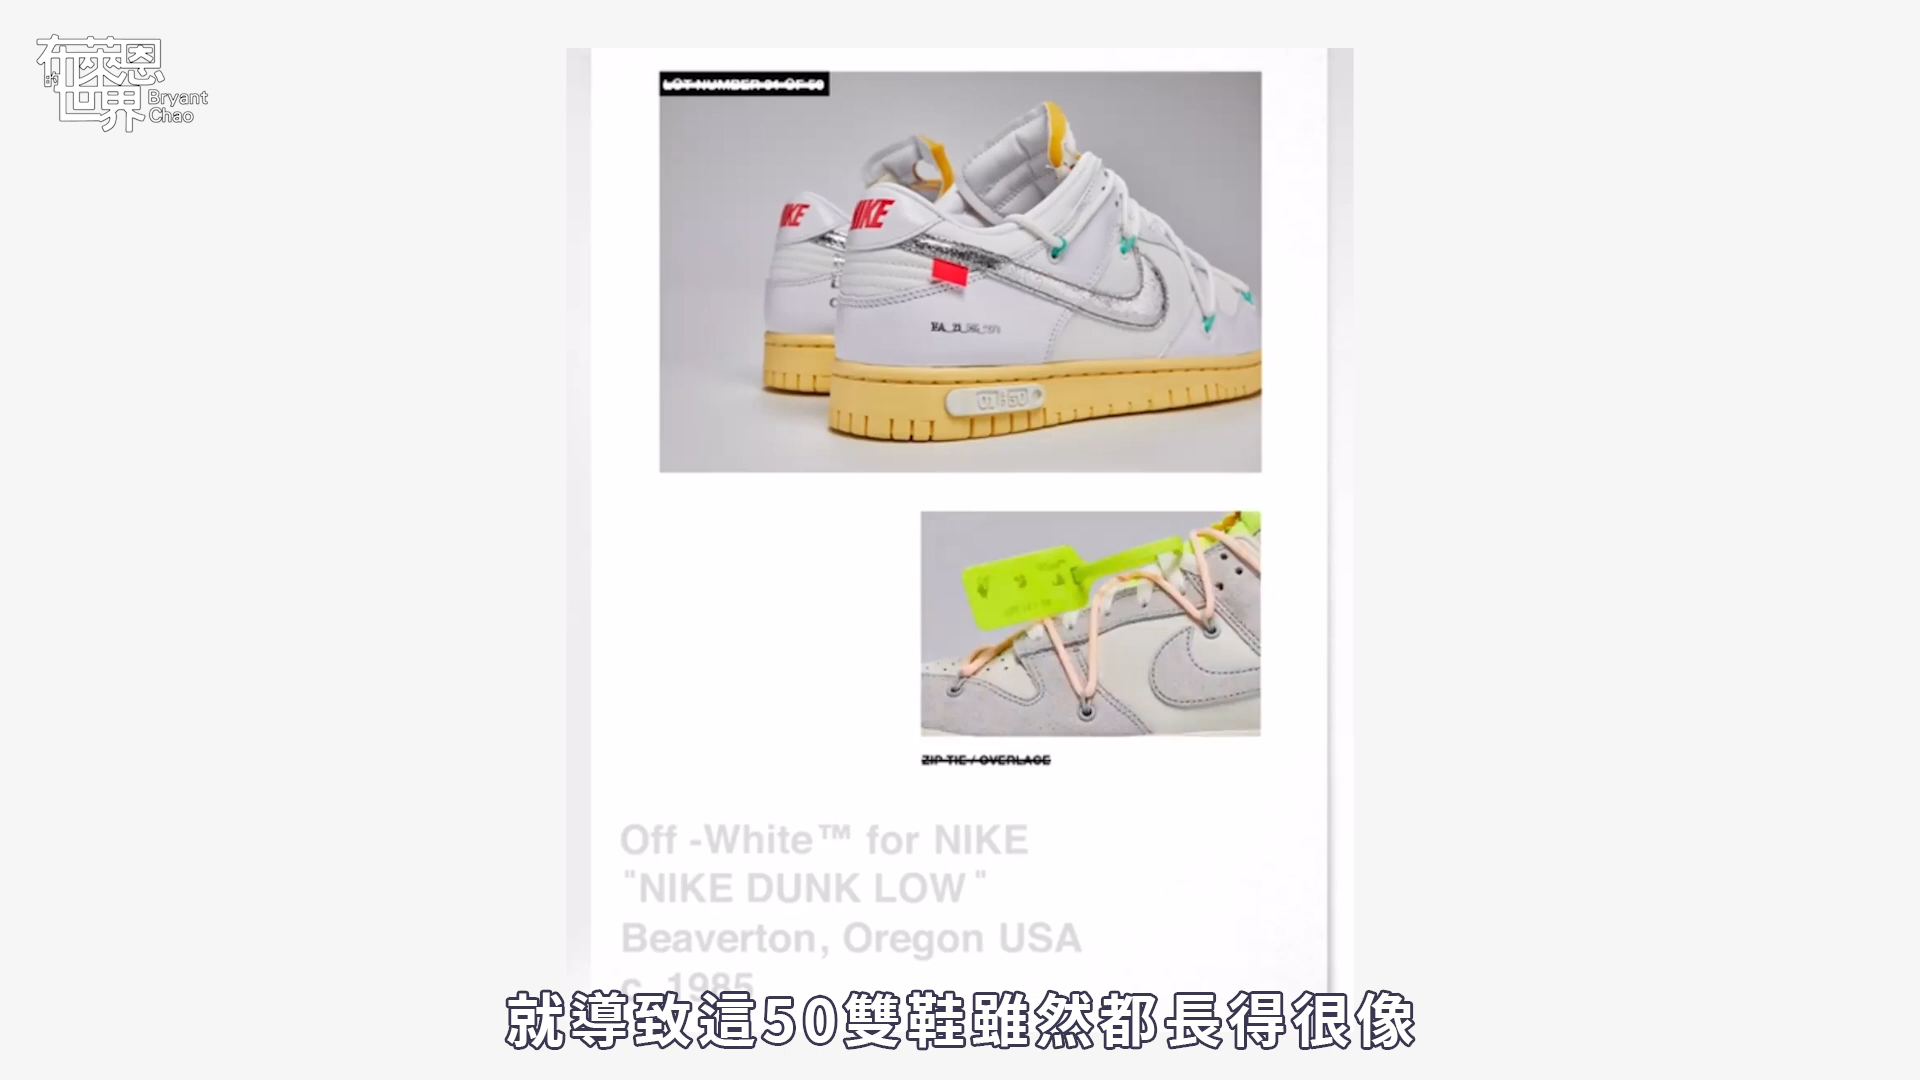 布萊恩
的
世界
Bryant
Chao
LOT NUMBER 01 OF 50
NIKE
NIKE
01 50
ZIP TIE / OVERLACE
Off -White™ for NIKE
"NIKE DUNK LOW"
Beaverton, Oregon USA
c. 1985
就導致這50雙鞋雖然都長得很像